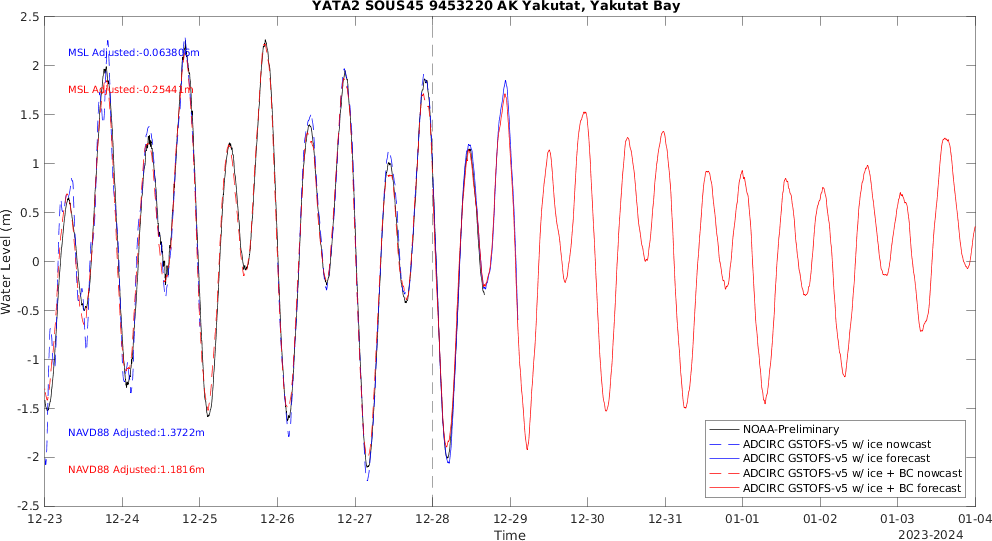 YATA2 SOUS45 9453220 AK Yakutat, Yakutat Bay
2.5
2
1.5
1
0.5
0
-0.5
-1
-1.5
-2
-2.5
Water Level (m)
MSL Adjusted:-0.063806m
MSL Adjusted:-0.25441m
NAVD88 Adjusted:1.3722m
NAVD88 Adjusted:1.1816m
NOAA-Preliminary
ADCIRC GSTOFS-v5 w/ ice nowcast
ADCIRC GSTOFS-v5 w/ ice forecast
ADCIRC GSTOFS-v5 w/ ice + BC nowcast
ADCIRC GSTOFS-v5 w/ ice + BC forecast
12-23 12-24 12-25 12-26 12-27 12-28 12-29 12-30 12-31 01-01 01-02 01-03 01-04
Time
2023-2024